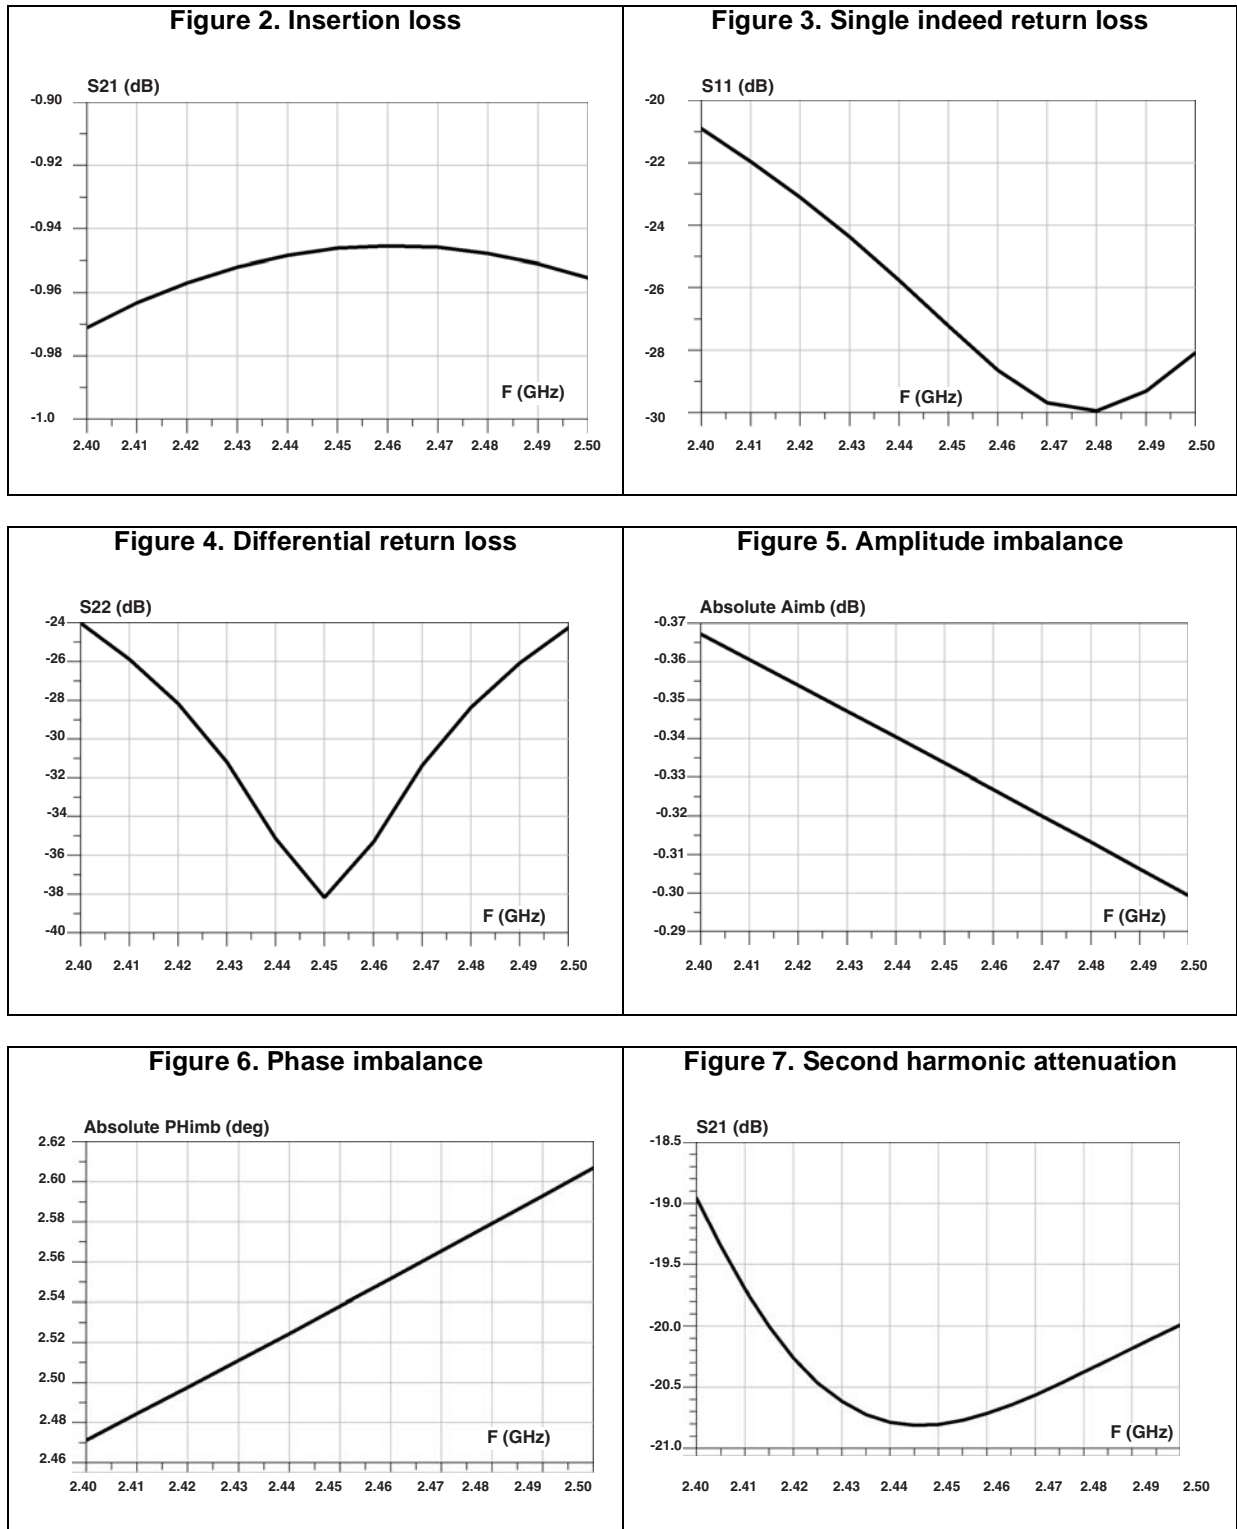 Figure 2. Insertion loss
S21 (dB)
-0.90
-0.92
-0.94
-0.96
-0.98
-1.0
F (GHz)
2.40 2.41 2.42 2.43 2.44 2.45 2.46 2.47 2.48 2.49 2.50
Figure 3. Single indeed return loss
S11 (dB)
-20
-22
-24
-26
-28
-30
F (GHz)
2.40 2.41 2.42 2.43 2.44 2.45 2.46 2.47 2.48 2.49 2.50
Figure 4. Differential return loss
S22 (dB)
-24
-26
-28
-30
-32
-34
-36
-38
-40
F (GHz)
2.40 2.41 2.42 2.43 2.44 2.45 2.46 2.47 2.48 2.49 2.50
Figure 5. Amplitude imbalance
Absolute Aimb (dB)
-0.37
-0.36
-0.35
-0.34
-0.33
-0.32
-0.31
-0.30
-0.29
F (GHz)
2.40 2.41 2.42 2.43 2.44 2.45 2.46 2.47 2.48 2.49 2.50
Figure 6. Phase imbalance
Absolute PHimb (deg)
2.62
2.60
2.58
2.56
2.54
2.52
2.50
2.48
2.46
F (GHz)
2.40 2.41 2.42 2.43 2.44 2.45 2.46 2.47 2.48 2.49 2.50
Figure 7. Second harmonic attenuation
S21 (dB)
-18.5
-19.0
-19.5
-20.0
-20.5
-21.0
F (GHz)
2.40 2.41 2.42 2.43 2.44 2.45 2.46 2.47 2.48 2.49 2.50